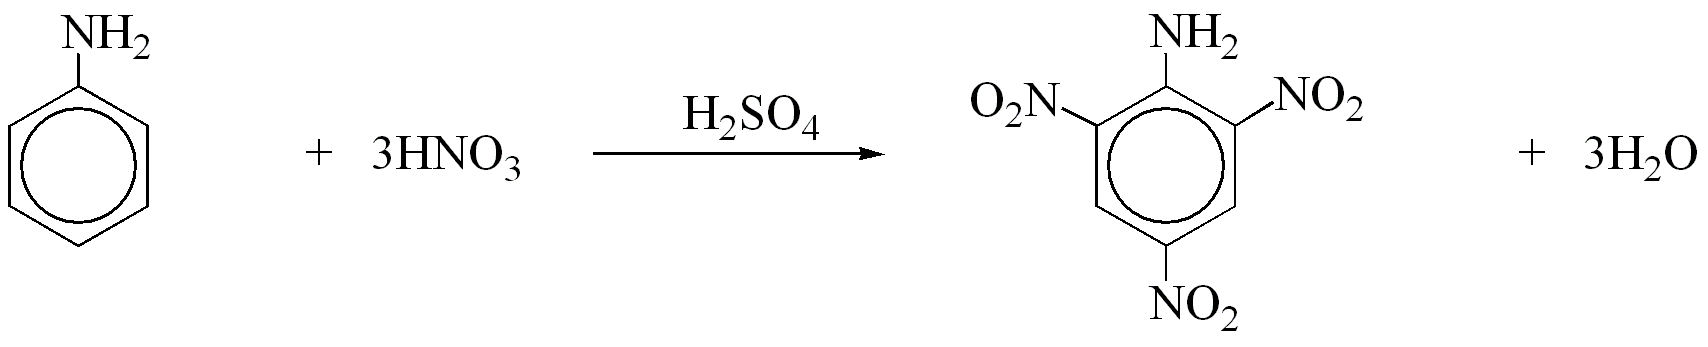 NH₂ + 3HNO₃ H₂SO₄ NH₂ O₂N NO₂ NO₂ + 3H₂O